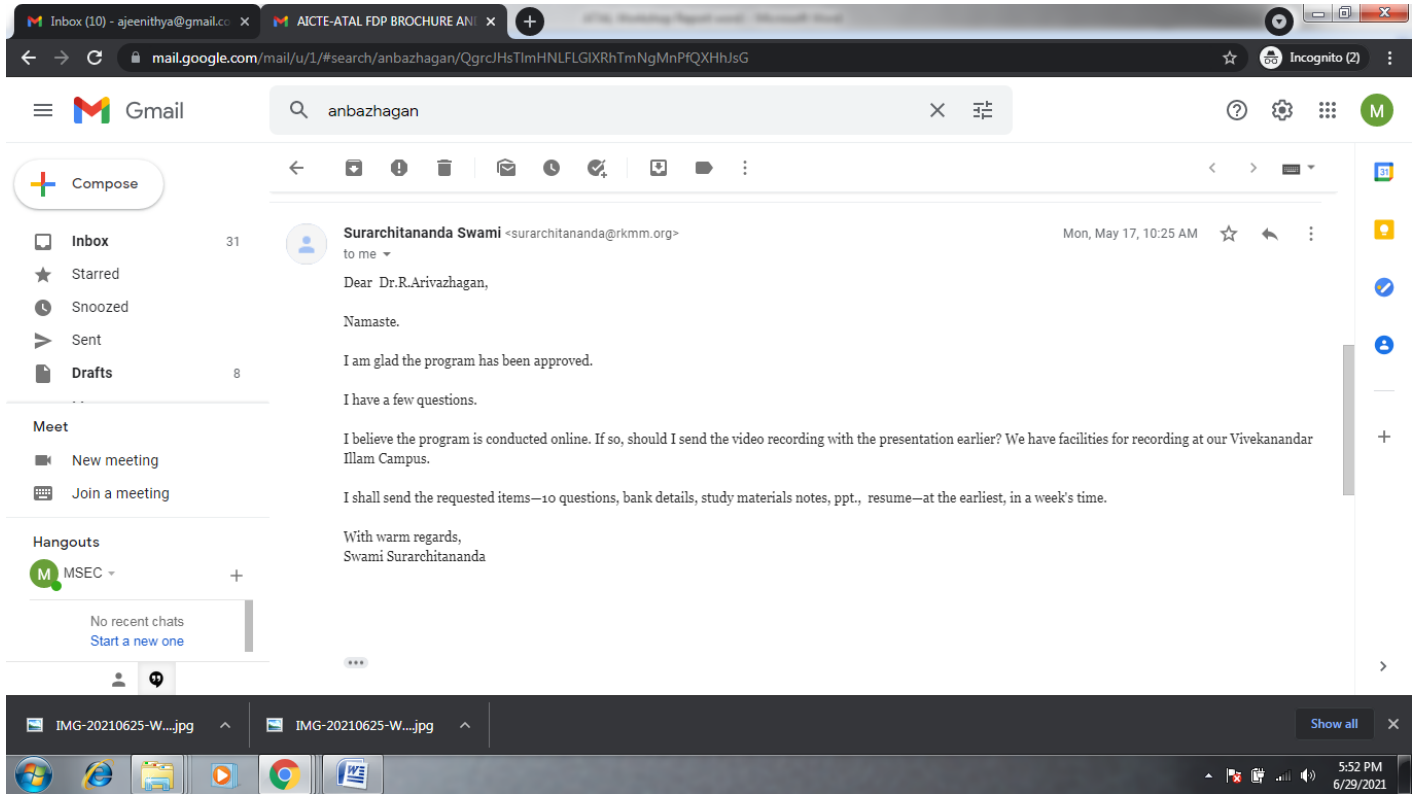 Inbox (10) - ajeenithya@gmail.co
AICTE-ATAL FDP BROCHURE AN
mail.google.com/mail/u/1/#search/anbazhagan/QgrcJHsTlmHNLFLGlXRhTmNgMnPfQXHhJsG
Incognito (2)
Gmail
anbazhagan
M
Compose
31
Inbox 31
Starred
Snoozed
Sent
Drafts 8
Meet
New meeting
Join a meeting
Hangouts
M MSEC
No recent chats
Start a new one
Surarchitananda Swami <surarchitananda@rkmm.org>
Mon, May 17, 10:25 AM
to me
Dear Dr.R.Arivazhagan,
Namaste.
I am glad the program has been approved.
I have a few questions.
I believe the program is conducted online. If so, should I send the video recording with the presentation earlier? We have facilities for recording at our Vivekanandar
Illam Campus.
I shall send the requested items—10 questions, bank details, study materials notes, ppt., resume—at the earliest, in a week's time.
With warm regards,
Swami Surarchitananda
IMG-20210625-W....jpg
IMG-20210625-W....jpg
Show all
5:52 PM
6/29/2021